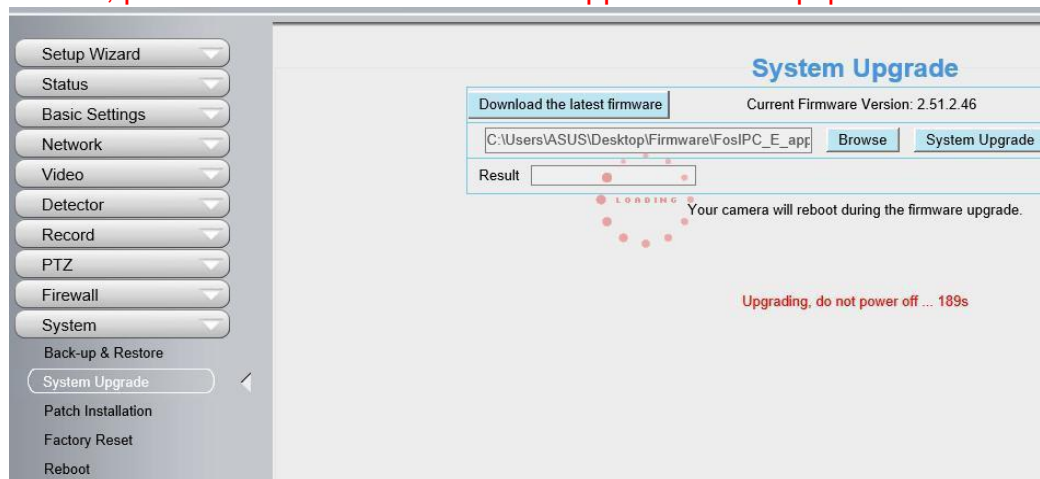 Setup Wizard
Status
Basic Settings
Network
Video
Detector
Record
PTZ
Firewall
System
Back-up & Restore
System Upgrade
Patch Installation
Factory Reset
Reboot
System Upgrade
Download the latest firmware Current Firmware Version: 2.51.2.46
C:\Users\ASUS\Desktop\Firmware\FosIPC_E_app Browse System Upgrade
Result
LOADING
Your camera will reboot during the firmware upgrade.
Upgrading, do not power off ... 189s